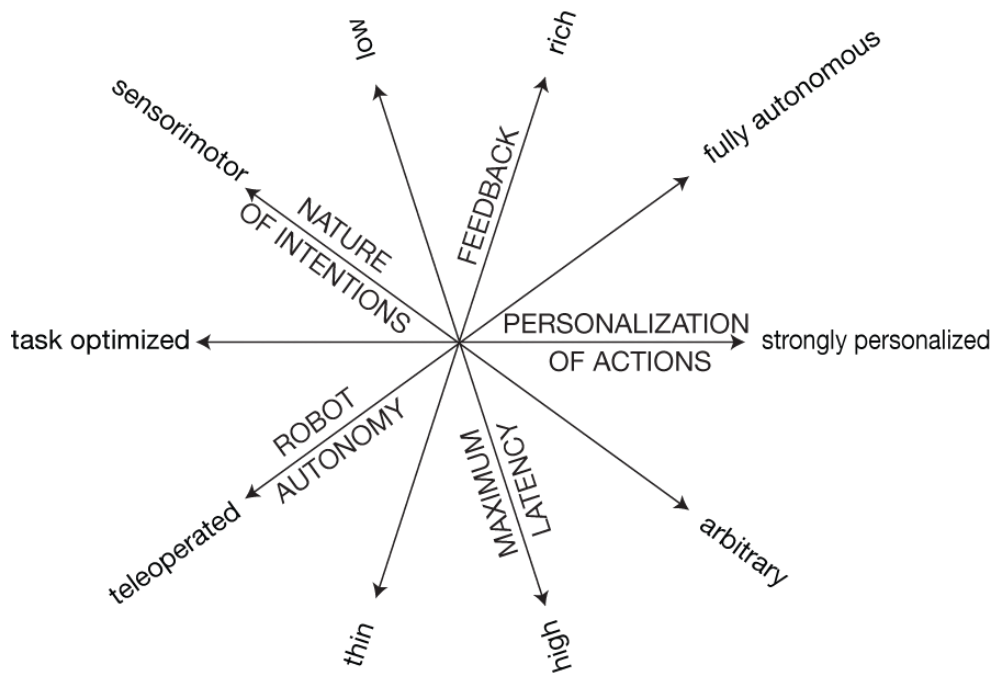 low
rich
sensorimotor
fully autonomous
FEEDBACK
NATURE
OF INTENTIONS
task optimized
PERSONALIZATION
OF ACTIONS
strongly personalized
ROBOT
AUTONOMY
MAXIMUM
LATENCY
teleoperated
arbitrary
thin
high